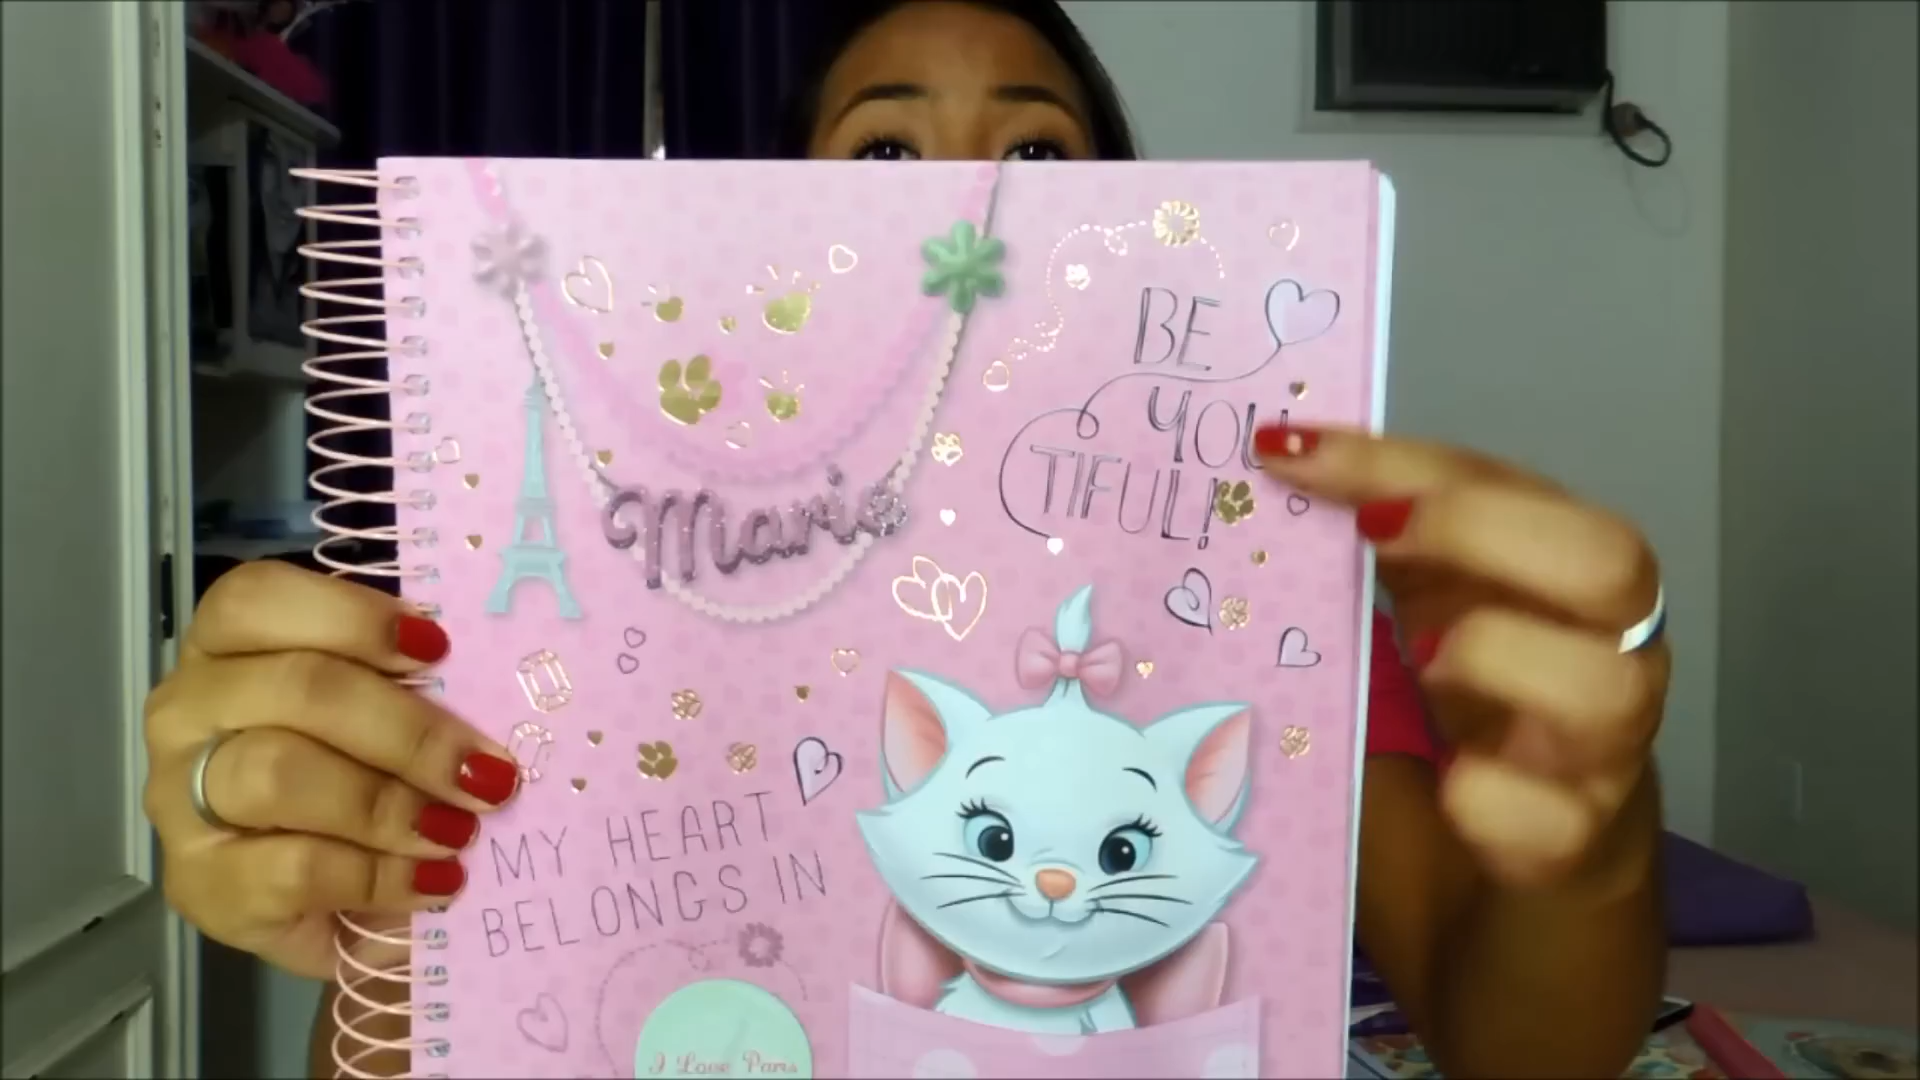 BE
YOU
TIFUL!
Marie
MY HEART
BELONGS IN
I Love Paris